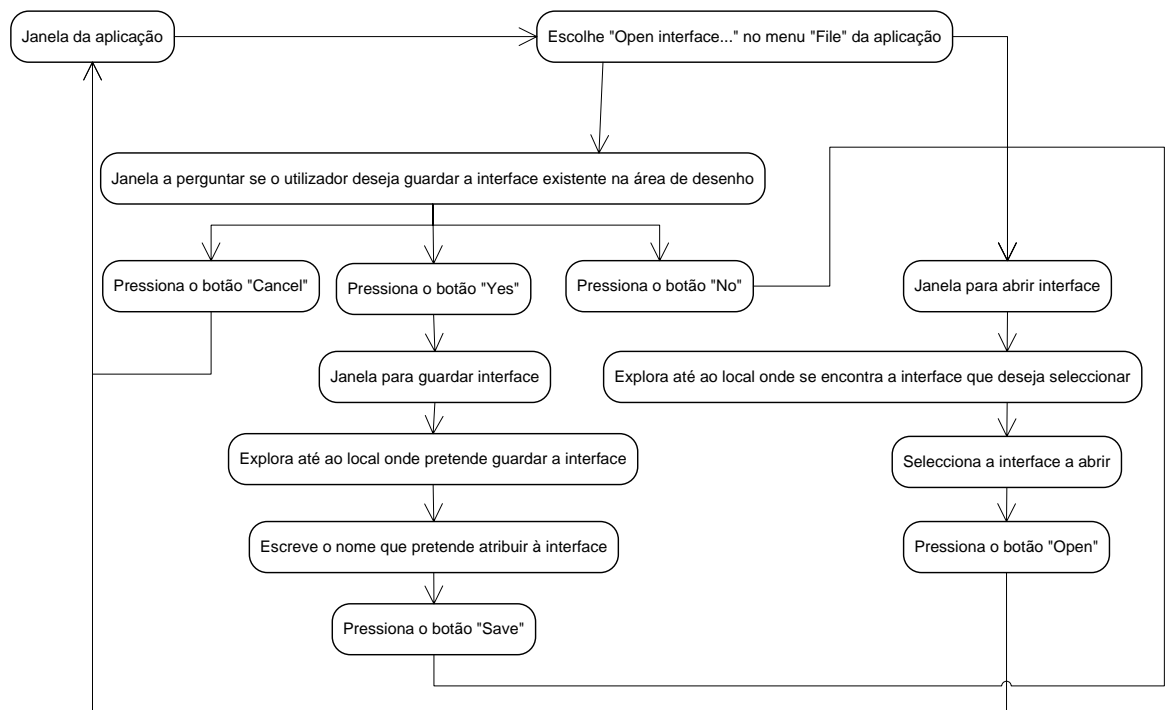 Janela da aplicação
Escolhe "Open interface..." no menu "File" da aplicação
Janela a perguntar se o utilizador deseja guardar a interface existente na área de desenho
Pressiona o botão "Cancel"
Pressiona o botão "Yes"
Pressiona o botão "No"
Janela para abrir interface
Janela para guardar interface
Explora até ao local onde se encontra a interface que deseja seleccionar
Explora até ao local onde pretende guardar a interface
Selecciona a interface a abrir
Escreve o nome que pretende atribuir à interface
Pressiona o botão "Open"
Pressiona o botão "Save"